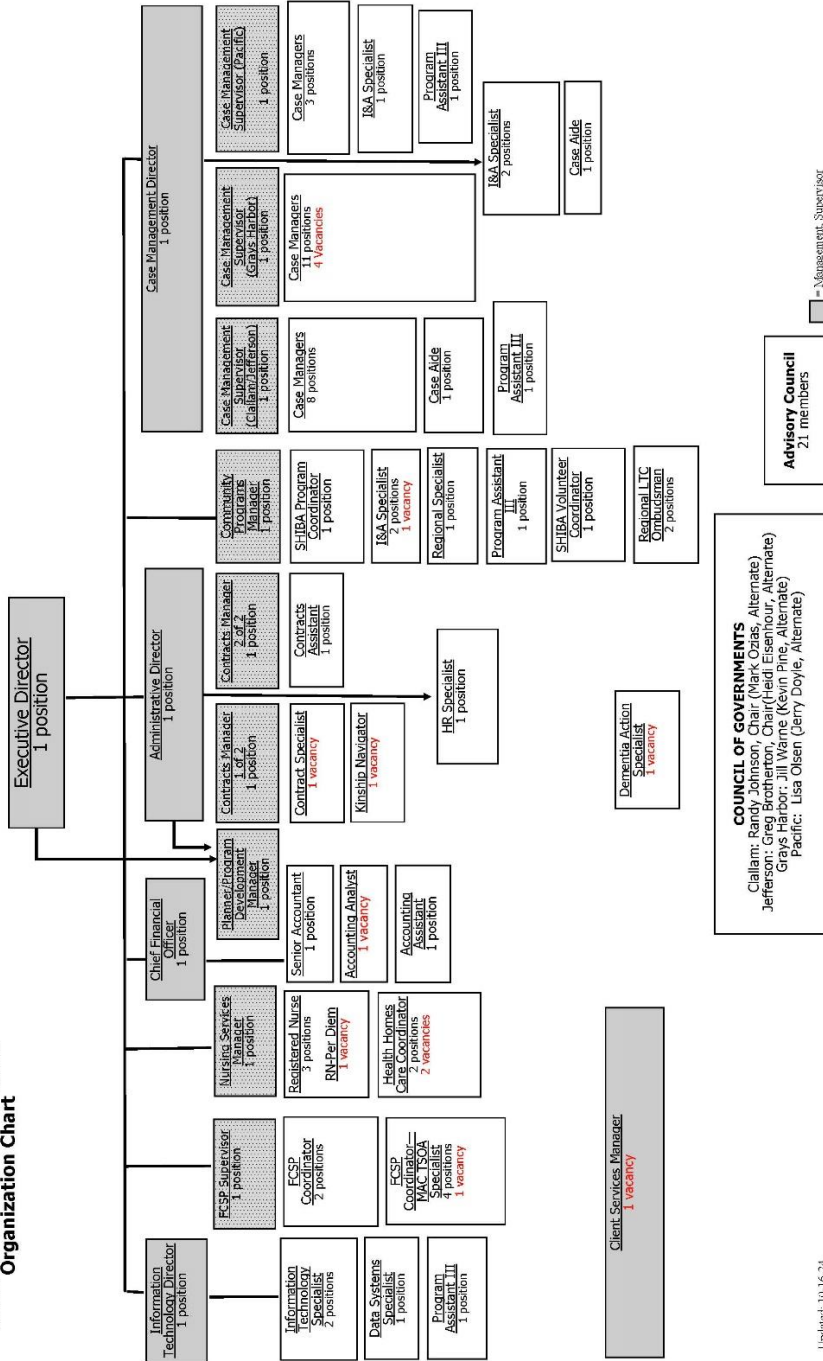 Organization Chart
Executive Director
1 position
Information
Technology Director
1 position
Information
Technology
Specialist
2 positions
Data Systems
Specialist
1 position
Program
Assistant III
1 position
FCSP Supervisor
1 position
FCSP
Coordinator
2 positions
FCSP
Coordinator—
MAC TSOA
Specialist
4 positions
1 vacancy
Nursing Services
Manager
1 position
Registered Nurse
3 positions
RN-Per Diem
1 vacancy
Health Homes
Care Coordinator
2 positions
2 vacancies
Chief Financial
Officer
1 position
Senior Accountant
1 position
Accounting Analyst
1 vacancy
Accounting
Assistant
1 position
Planner/Program
Development
Manager
1 position
Administrative Director
1 position
Contracts Manager
1 of 2
1 position
Contract Specialist
1 vacancy
Kinship Navigator
1 vacancy
Contracts Manager
2 of 2
1 position
Contracts
Assistant
1 position
HR Specialist
1 position
Community
Programs
Manager
1 position
SHIBA Program
Coordinator
1 position
I&A Specialist
2 positions
1 vacancy
Regional Specialist
1 position
Program Assistant
III
1 position
SHIBA Volunteer
Coordinator
1 position
Regional LTC
Ombudsman
2 positions
Case Management Director
1 position
Case Management
Supervisor
(Clallam/Jefferson)
1 position
Case Managers
8 positions
Case Aide
1 position
Program
Assistant III
1 position
Case Management
Supervisor
(Grays Harbor)
1 position
Case Managers
11 positions
4 Vacancies
Case Management
Supervisor (Pacific)
1 position
Case Managers
3 positions
I&A Specialist
1 position
Program
Assistant III
1 position
I&A Specialist
2 positions
Case Aide
1 position
Client Services Manager
1 vacancy
Dementia Action
Specialist
1 vacancy
COUNCIL OF GOVERNMENTS
Clallam: Randy Johnson, Chair (Mark Ozias, Alternate)
Jefferson: Greg Brotherton, Chair(Heidi Eisenhour, Alternate)
Grays Harbor: Jill Warne (Kevin Pine, Alternate)
Pacific: Lisa Olsen (Jerry Doyle, Alternate)
Advisory Council
21 members
= Management, Supervisor
Updated: 10.16.24